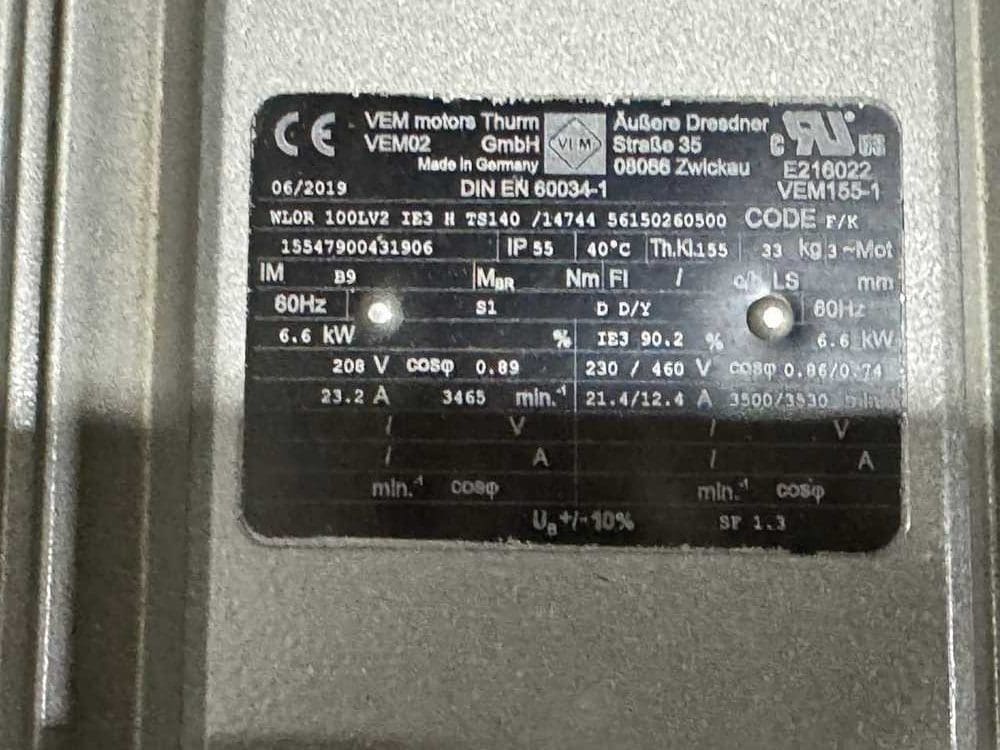 CE VEM motors Thurm VEM Äußere Dresdner c RU us
VEM02 GmbH Straße 35
Made in Germany 08066 Zwickau E216022
06/2019 DIN EN 60034-1 VEM155-1
WLOR 100LV2 IE3 H TS140 /14744 56150260500 CODE F/K
15547900431906 IP 55 40°C Th.Kl.155 33 kg 3~Mot
IM B9 MBR Nm FI / c/h LS mm
60Hz S1 D D/Y 60Hz
6.6 kW % IE3 90.2 % 6.6 kW
208 V cosφ 0.89 230 / 460 V cosφ 0.86/0.74
23.2 A 3465 min.-1 21.4/12.4 A 3500/3530 min.
/ V / V
/ A / A
min.-1 cosφ min.-1 cosφ
UB +/- 10% SF 1.3